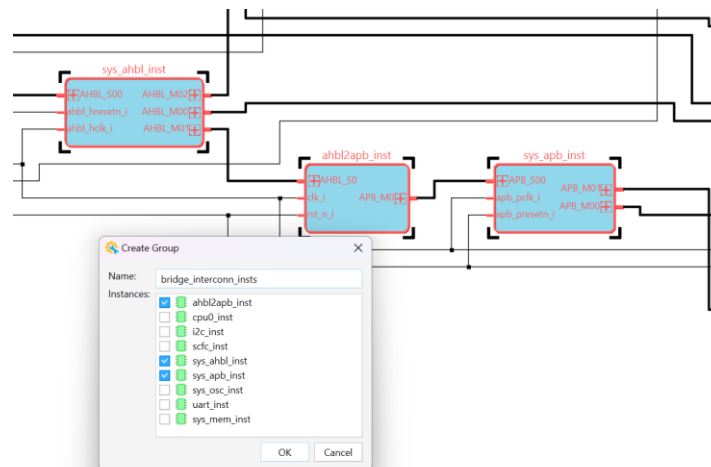 sys_ahbl_inst
AHBL_S00 AHBL_M02
ahbl_hresetn_i AHBL_M00
ahbl_hclk_i AHBL_M01
ahbl2apb_inst
AHBL_S0
clk_i APB_M0
rst_n_i
sys_apb_inst
APB_S00 APB_M01
apb_pclk_i APB_M00
apb_presetn_i
Create Group
Name: bridge_interconn_insts
Instances:
ahbl2apb_inst
cpu0_inst
i2c_inst
scfc_inst
sys_ahbl_inst
sys_apb_inst
sys_osc_inst
uart_inst
sys_mem_inst
OK Cancel